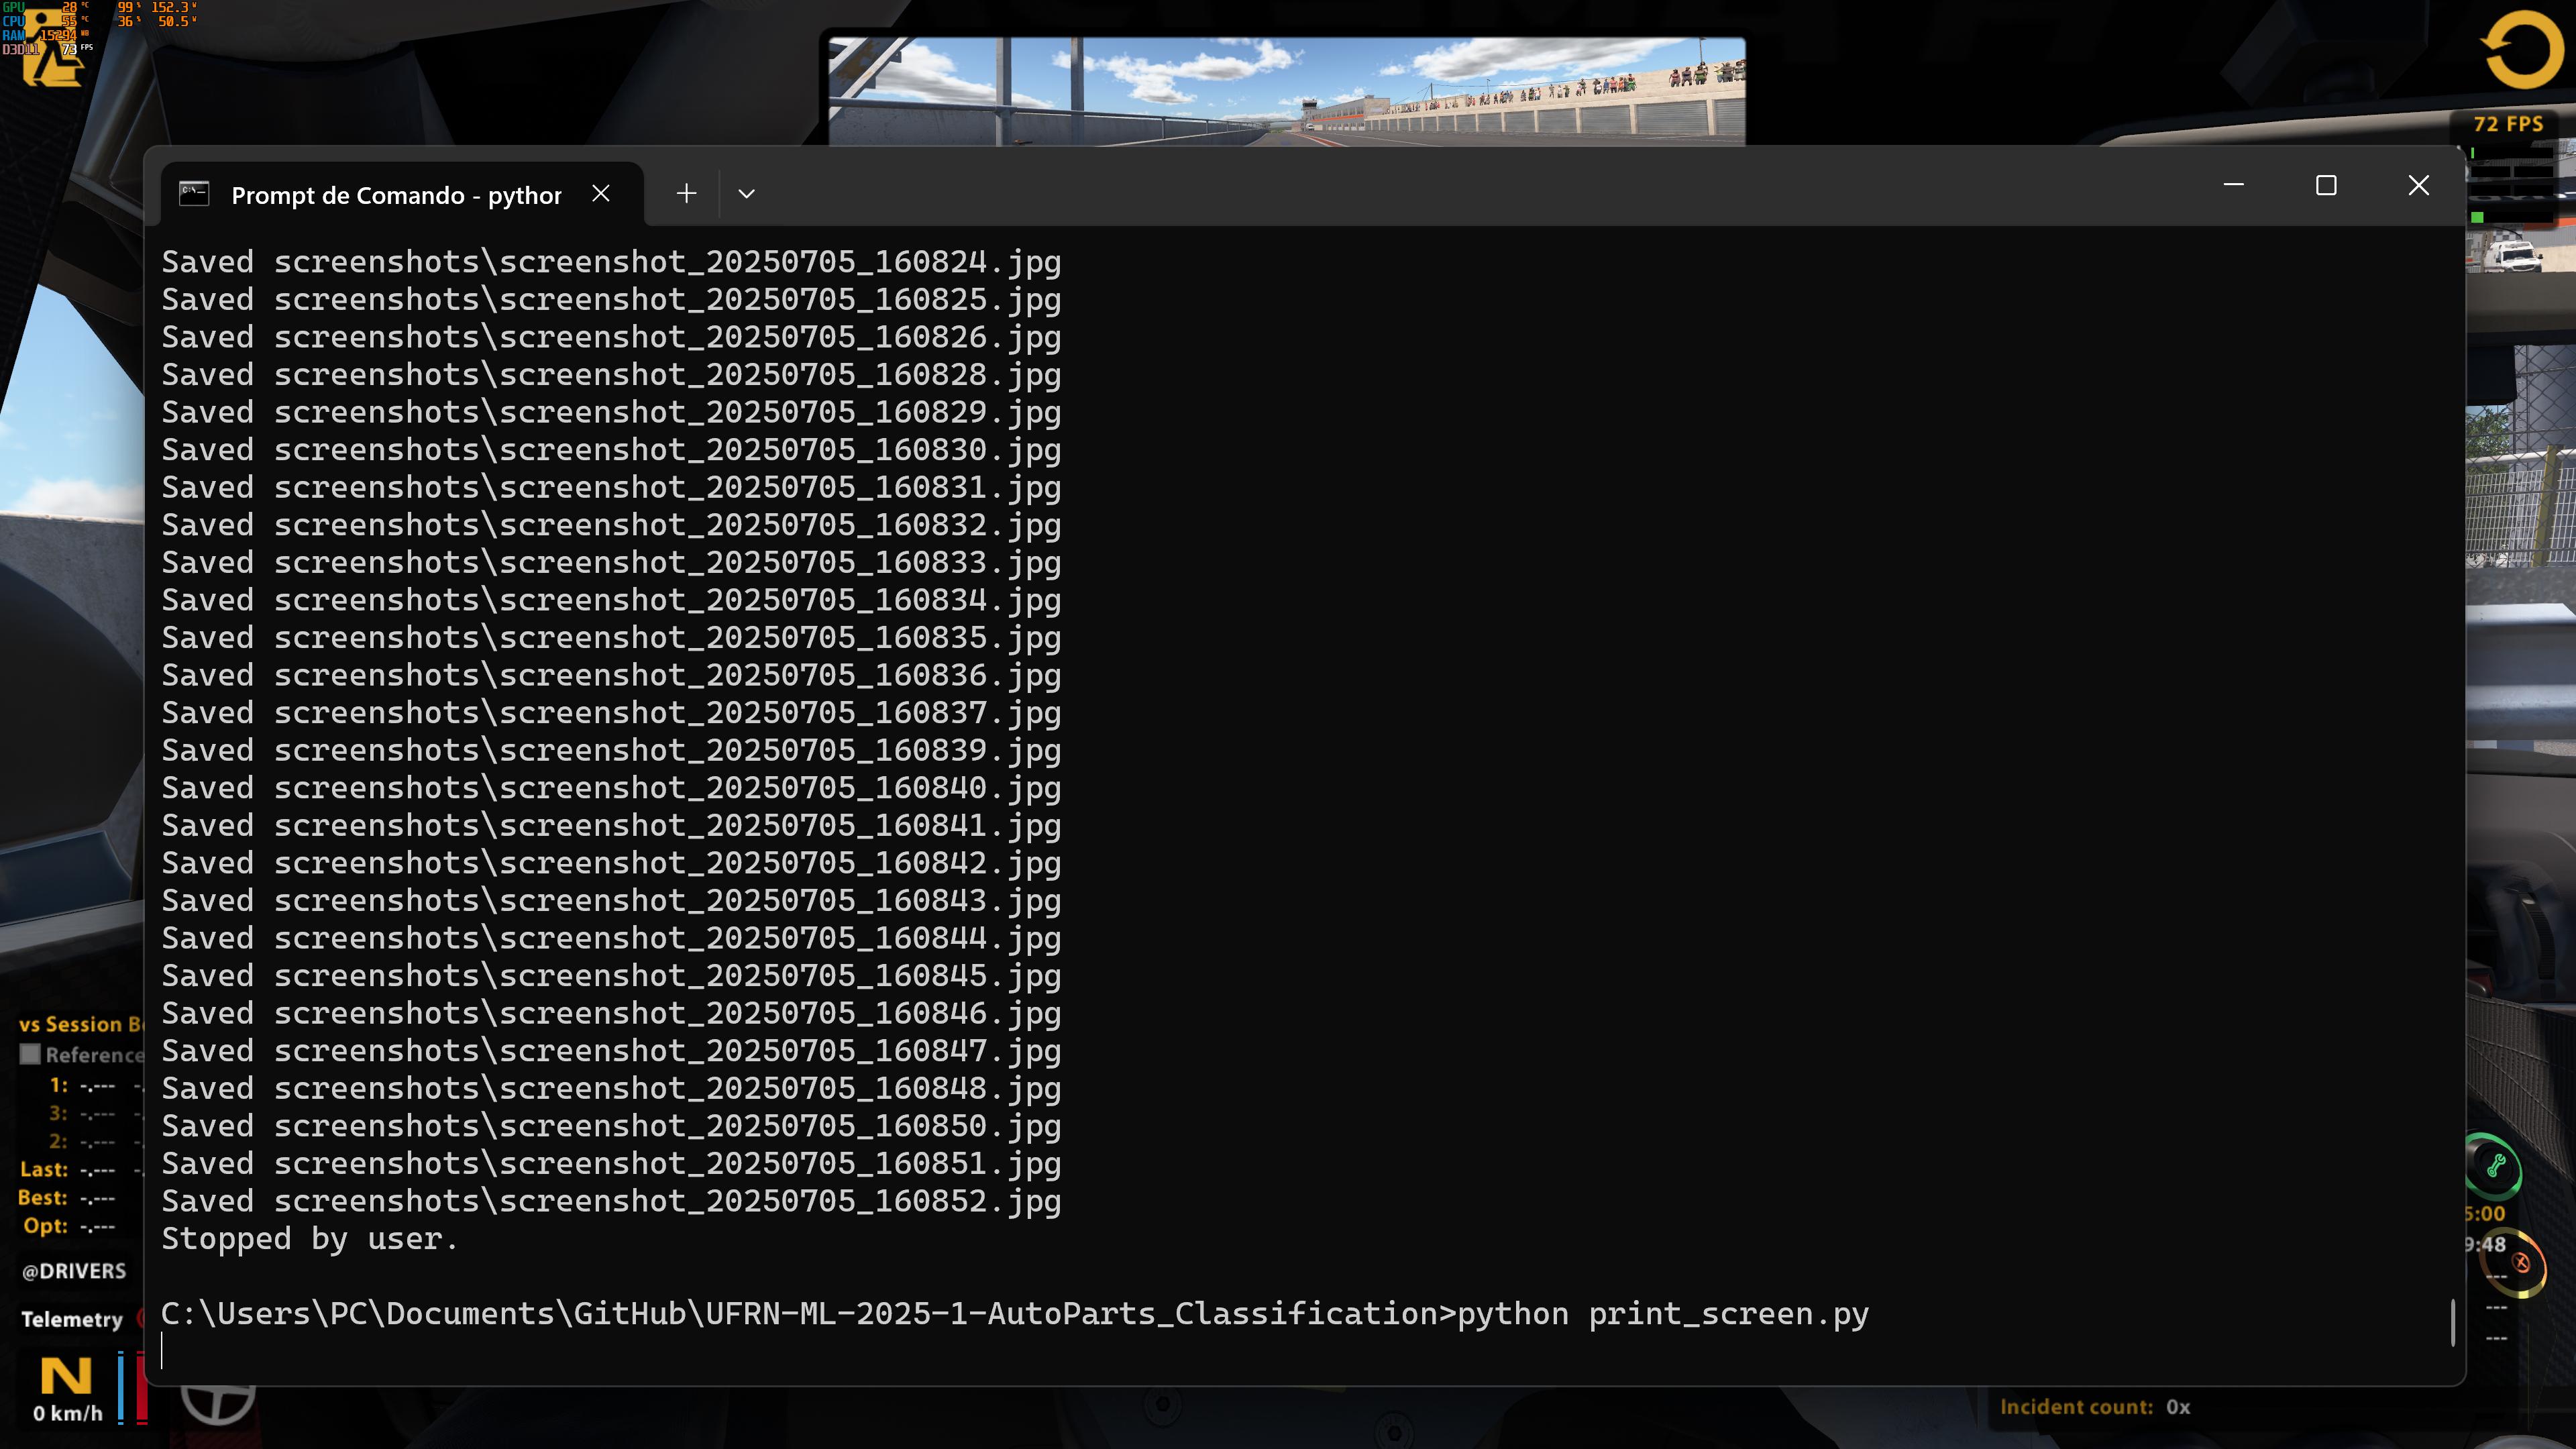 GPU 28 °C 99 % 152.3 W
CPU 55 °C 36 % 50.5 W
RAM 15294 MB
D3D11 73 FPS
72 FPS
Prompt de Comando - python
Saved screenshots\screenshot_20250705_160824.jpg
Saved screenshots\screenshot_20250705_160825.jpg
Saved screenshots\screenshot_20250705_160826.jpg
Saved screenshots\screenshot_20250705_160828.jpg
Saved screenshots\screenshot_20250705_160829.jpg
Saved screenshots\screenshot_20250705_160830.jpg
Saved screenshots\screenshot_20250705_160831.jpg
Saved screenshots\screenshot_20250705_160832.jpg
Saved screenshots\screenshot_20250705_160833.jpg
Saved screenshots\screenshot_20250705_160834.jpg
Saved screenshots\screenshot_20250705_160835.jpg
Saved screenshots\screenshot_20250705_160836.jpg
Saved screenshots\screenshot_20250705_160837.jpg
Saved screenshots\screenshot_20250705_160839.jpg
Saved screenshots\screenshot_20250705_160840.jpg
Saved screenshots\screenshot_20250705_160841.jpg
Saved screenshots\screenshot_20250705_160842.jpg
Saved screenshots\screenshot_20250705_160843.jpg
Saved screenshots\screenshot_20250705_160844.jpg
Saved screenshots\screenshot_20250705_160845.jpg
Saved screenshots\screenshot_20250705_160846.jpg
Saved screenshots\screenshot_20250705_160847.jpg
Saved screenshots\screenshot_20250705_160848.jpg
Saved screenshots\screenshot_20250705_160850.jpg
Saved screenshots\screenshot_20250705_160851.jpg
Saved screenshots\screenshot_20250705_160852.jpg
Stopped by user.
C:\Users\PC\Documents\GitHub\UFRN-ML-2025-1-AutoParts_Classification>python print_screen.py
vs Session B
Reference
1: -.--- -.
3: -.--- -.
2: -.--- -.
Last: -.--- -.
Best: -.---
Opt: -.---
@DRIVERS
Telemetry
N
0 km/h
5:00
9:48
---
---
---
Incident count: 0x